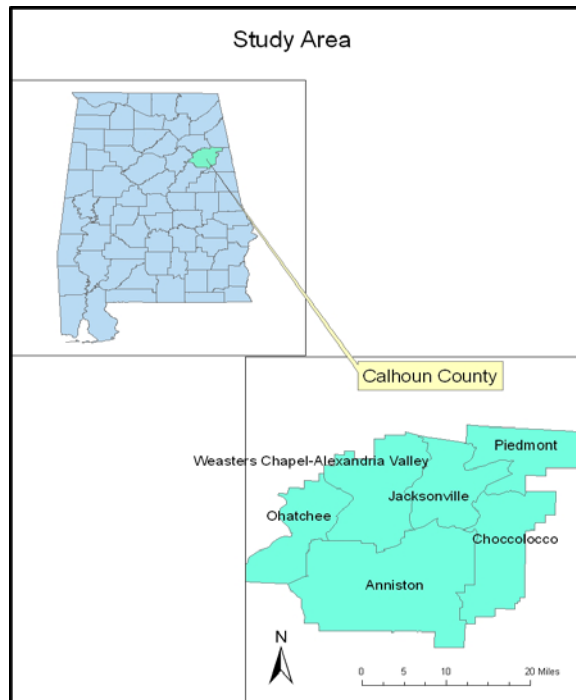 Study Area
Calhoun County
Piedmont
Weasters Chapel-Alexandria Valley
Jacksonville
Ohatchee
Choccolocco
Anniston
N
0 5 10 20 Miles